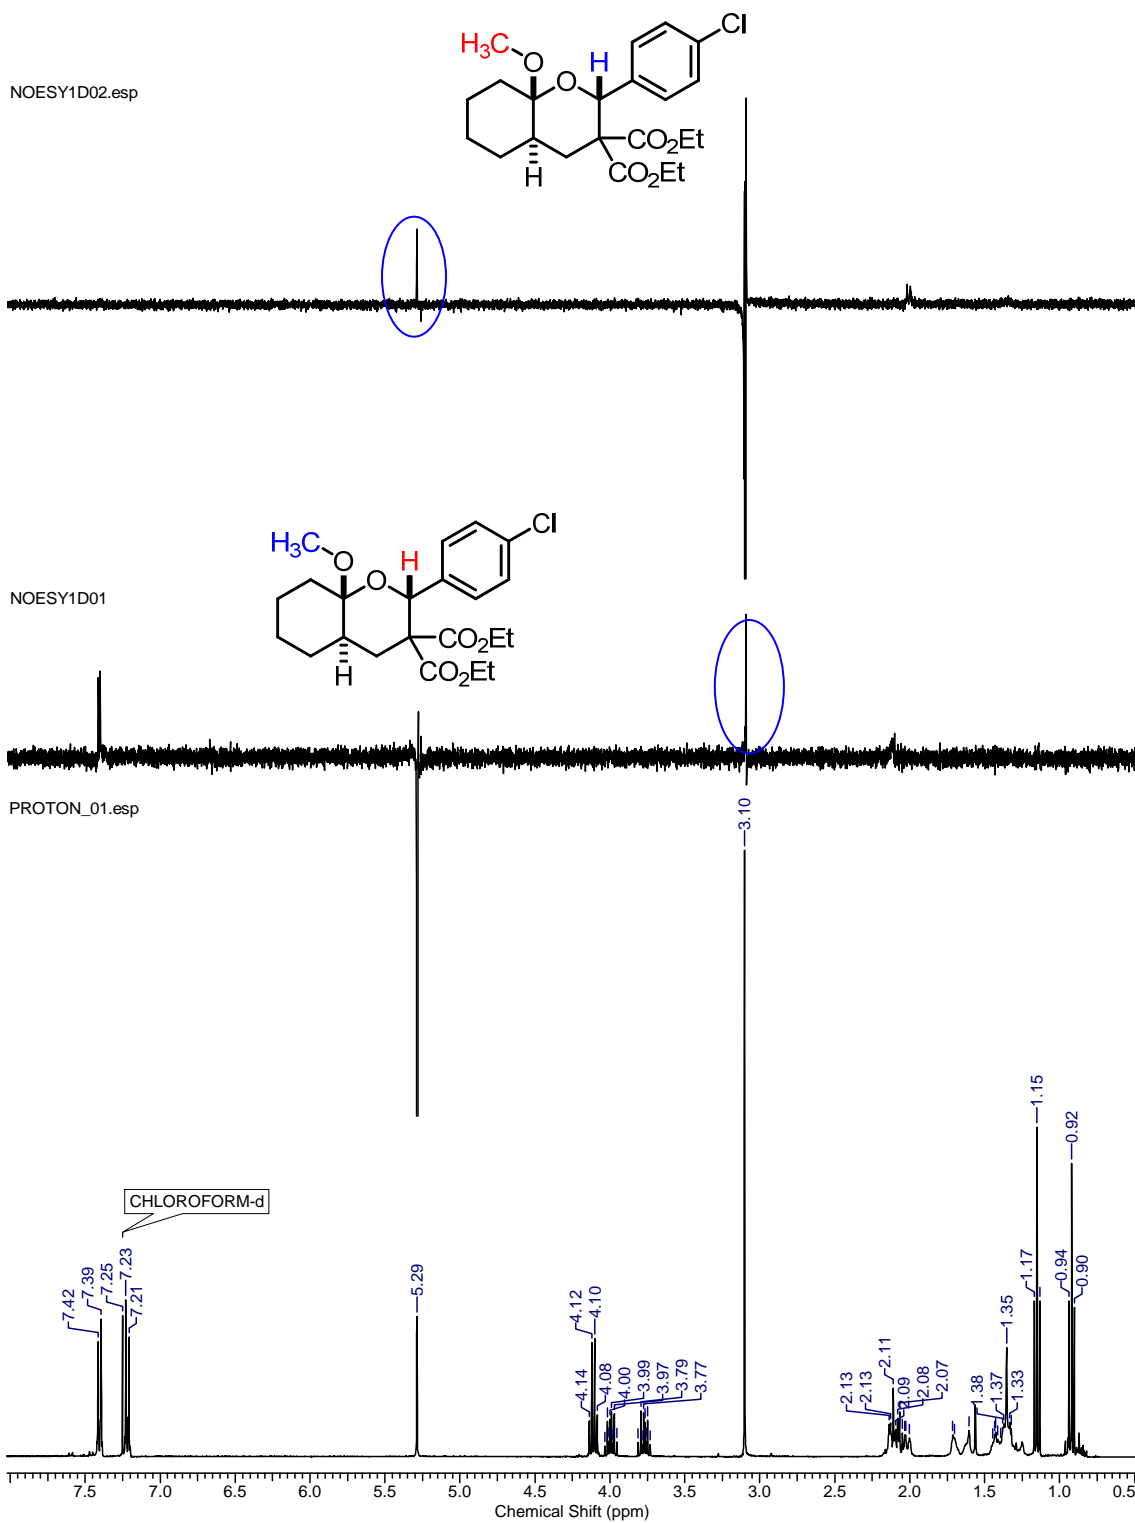 Cl
H3C
O
H
O
NOESY1D02.esp
CO2Et
CO2Et
H
Cl
H3C
O
H
O
NOESY1D01
CO2Et
CO2Et
H
PROTON_01.esp
3.10
1.15
0.92
CHLOROFORM-d
7.42
7.39
7.25
7.23
7.21
5.29
4.14
4.12
4.10
4.08
4.00
3.99
3.97
3.79
3.77
2.13
2.13
2.11
2.09
2.08
2.07
1.38
1.37
1.35
1.33
1.17
0.94
0.90
7.5 7.0 6.5 6.0 5.5 5.0 4.5 4.0 3.5 3.0 2.5 2.0 1.5 1.0 0.5
Chemical Shift (ppm)